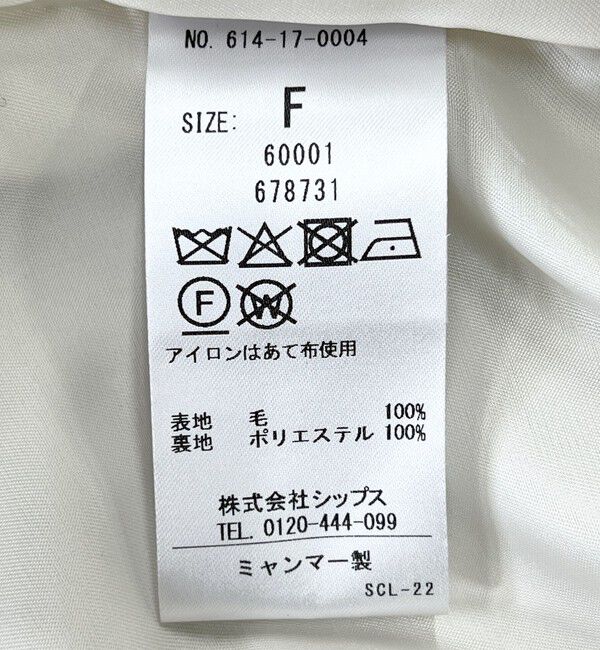 NO. 614-17-0004
SIZE: F
60001
678731
F W
アイロンはあて布使用
表地 毛 100%
裏地 ポリエステル 100%
株式会社シップス
TEL. 0120-444-099
ミャンマー製
SCL-22